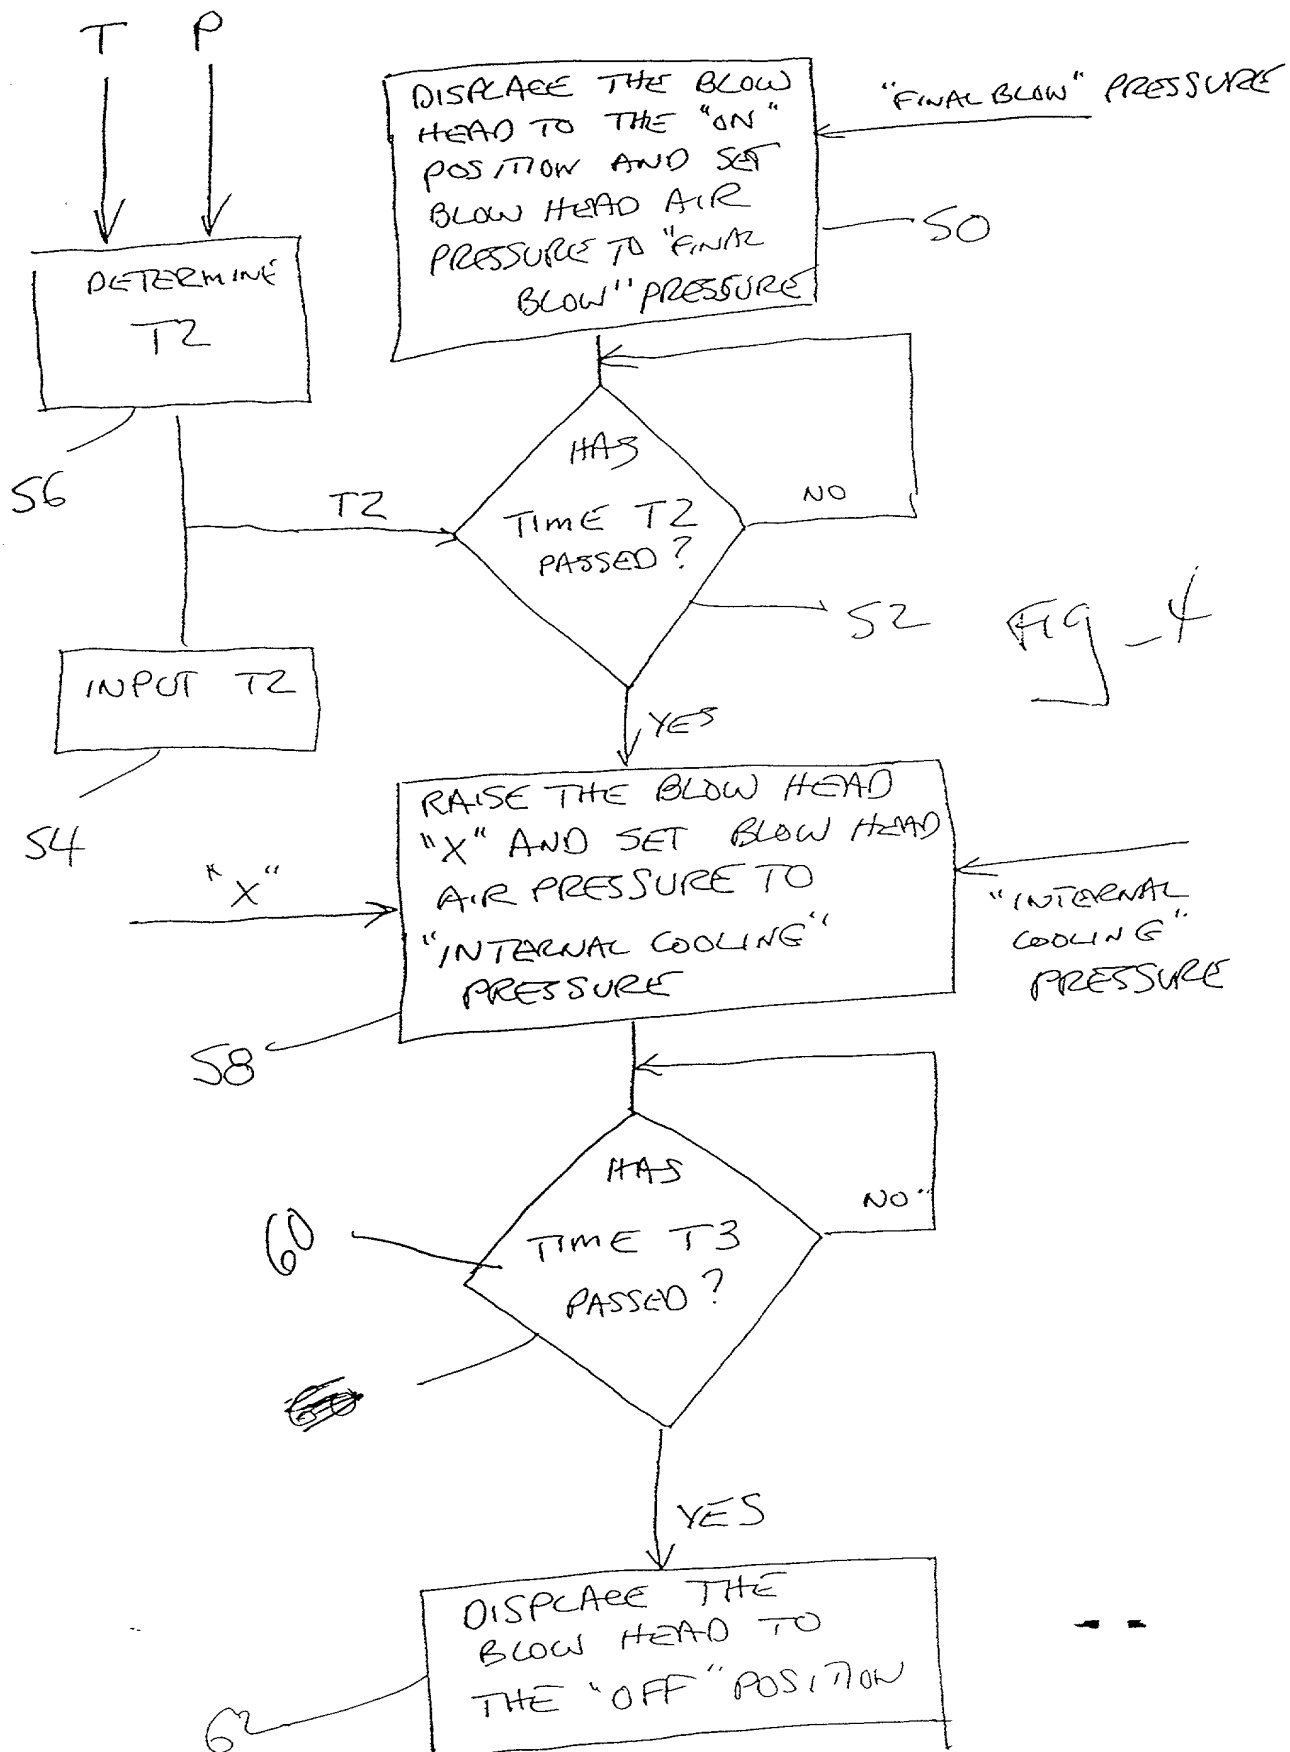 T P
DISPLACE THE BLOW
HEAD TO THE "ON"
POSITION AND SET
BLOW HEAD AIR
PRESSURE TO "FINAL
BLOW" PRESSURE
"FINAL BLOW" PRESSURE
50
DETERMINE
T2
56
T2
HAS
TIME T2
PASSED?
NO
52
Fig_4
INPUT T2
54
YES
RAISE THE BLOW HEAD
"X" AND SET BLOW HEAD
AIR PRESSURE TO
"INTERNAL COOLING"
PRESSURE
"X"
"INTERNAL
COOLING"
PRESSURE
58
HAS
TIME T3
PASSED?
NO"
60
YES
DISPLACE THE
BLOW HEAD TO
THE "OFF" POSITION
62